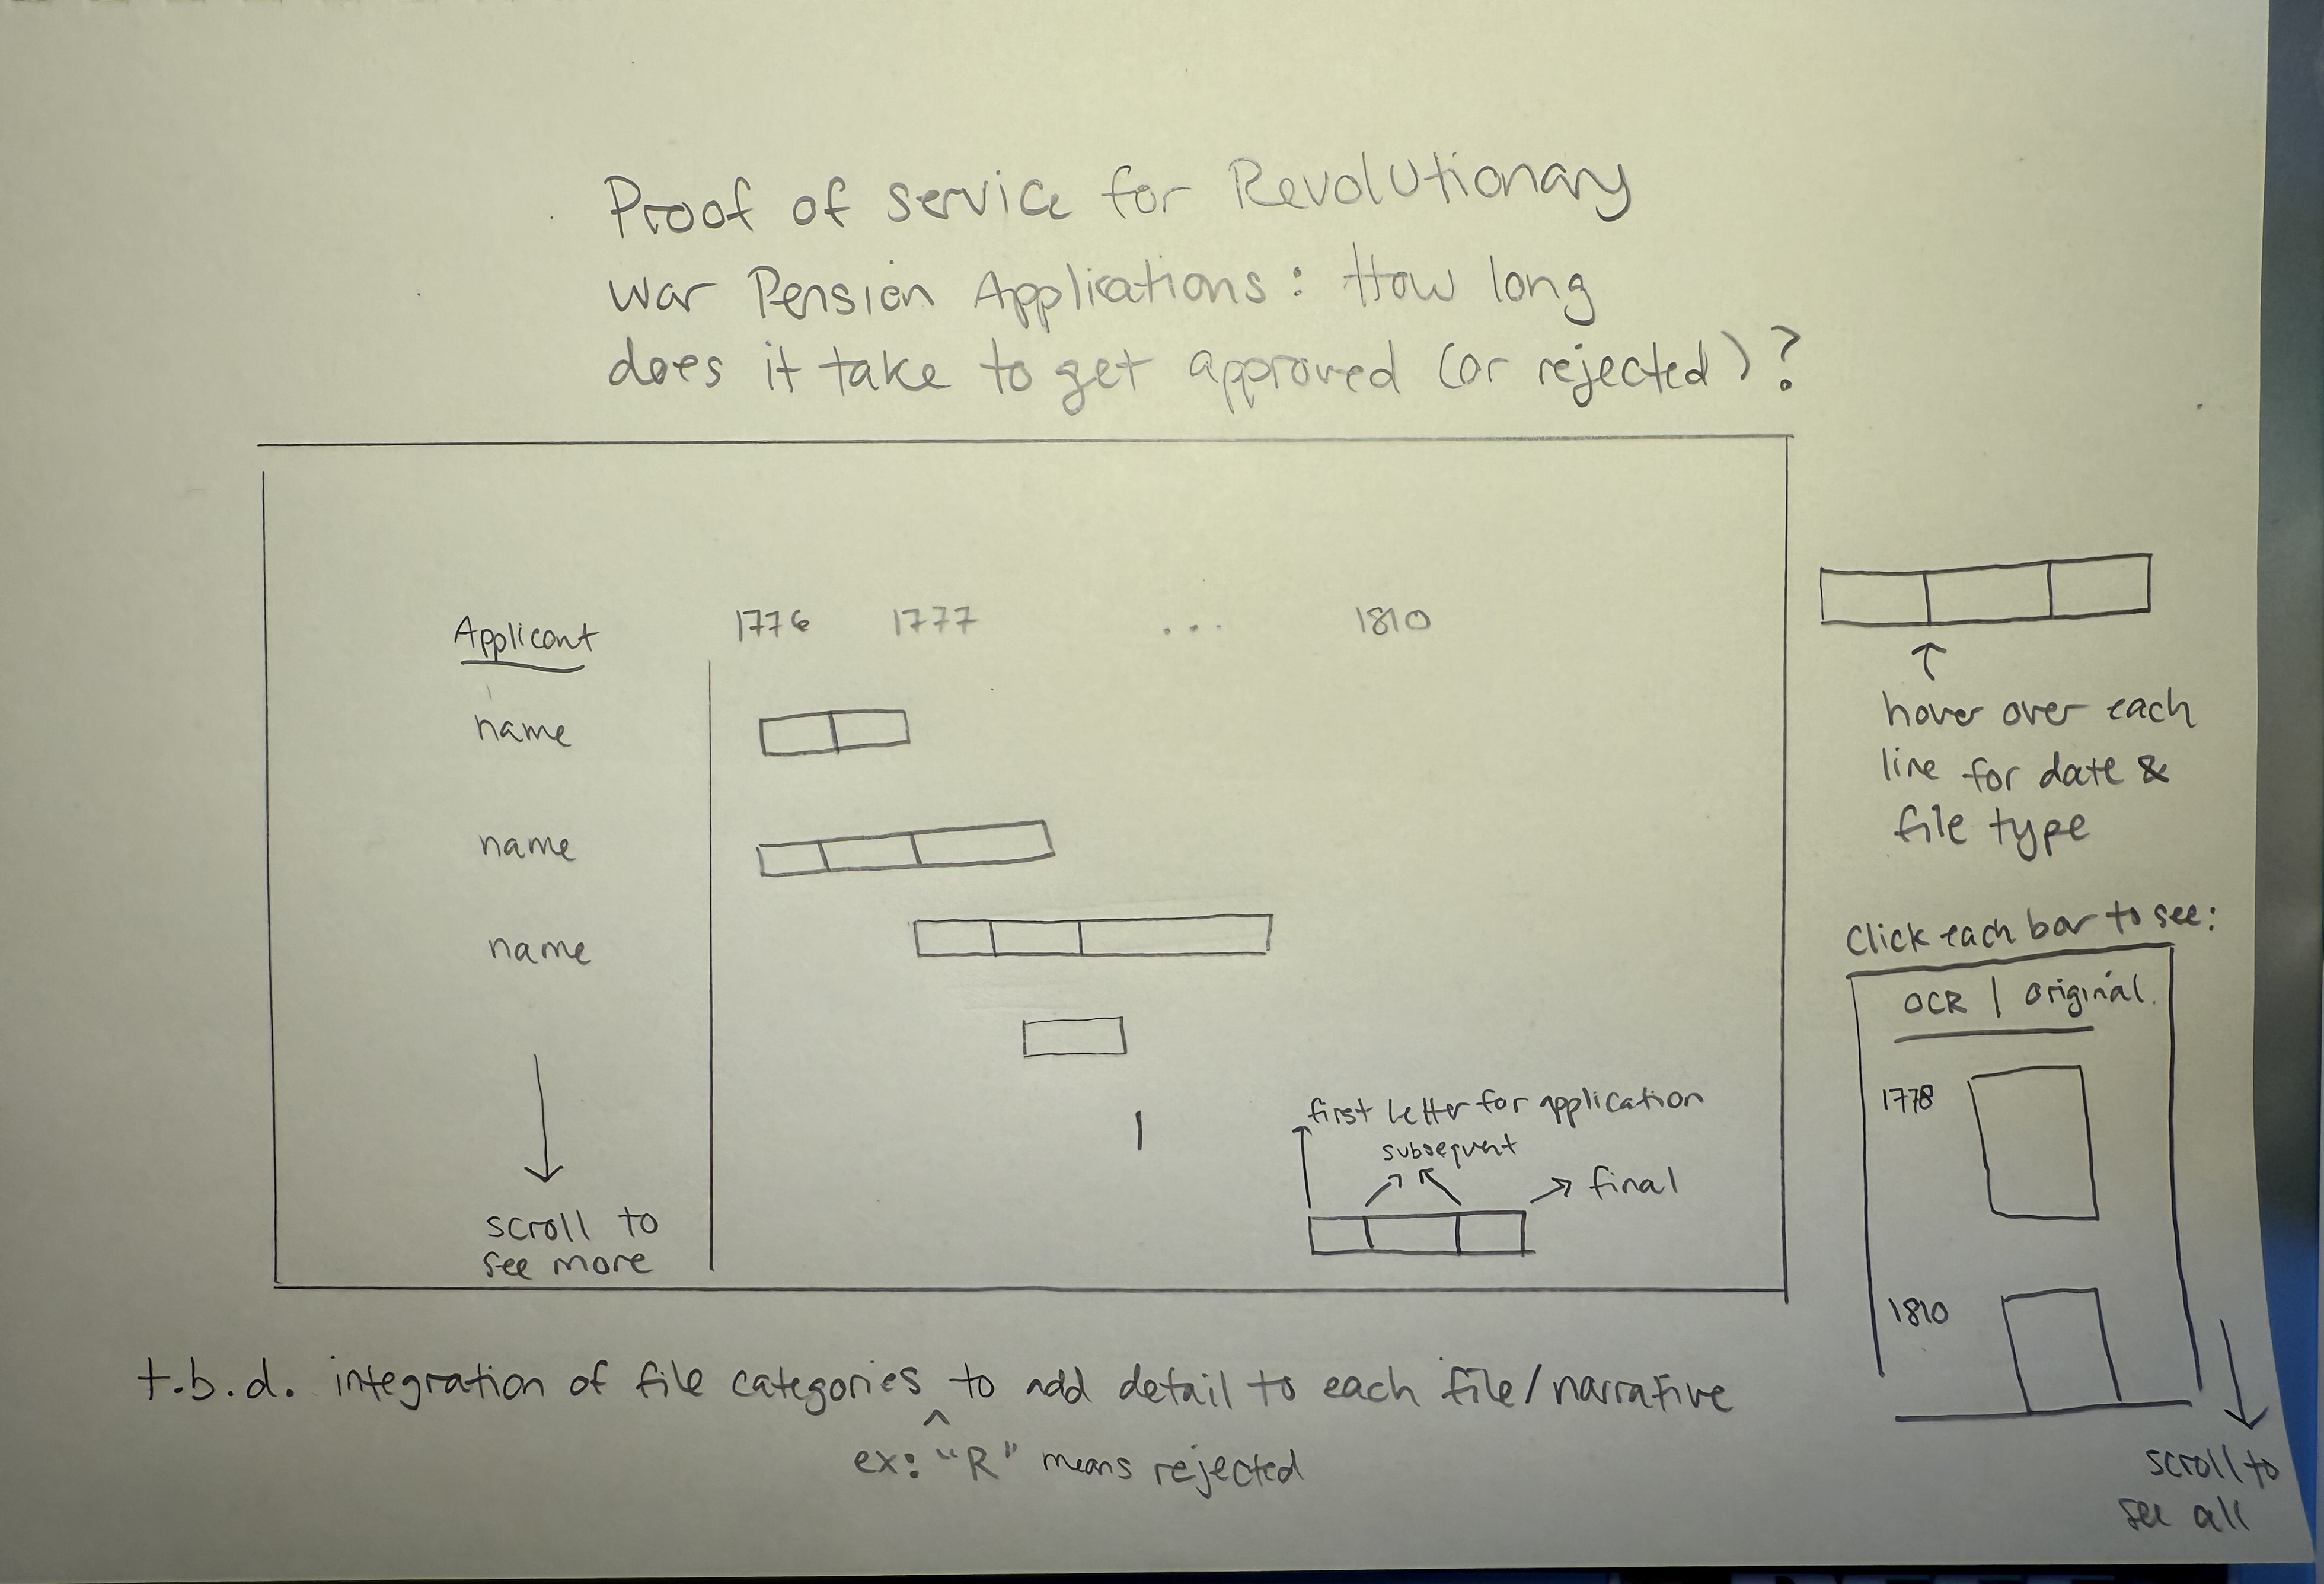 Proof of service for Revolutionary
War Pension Applications: How long
does it take to get approved (or rejected)?
Applicant 1776 1777 ... 1810
name
name
name
scroll to
see more
first letter for application
subsequent
final
hover over each
line for date &
file type
Click each bar to see:
OCR | original.
1778
1810
scroll to
see all
t.b.d. integration of file categories ^ to add detail to each file/narrative
ex: "R" means rejected